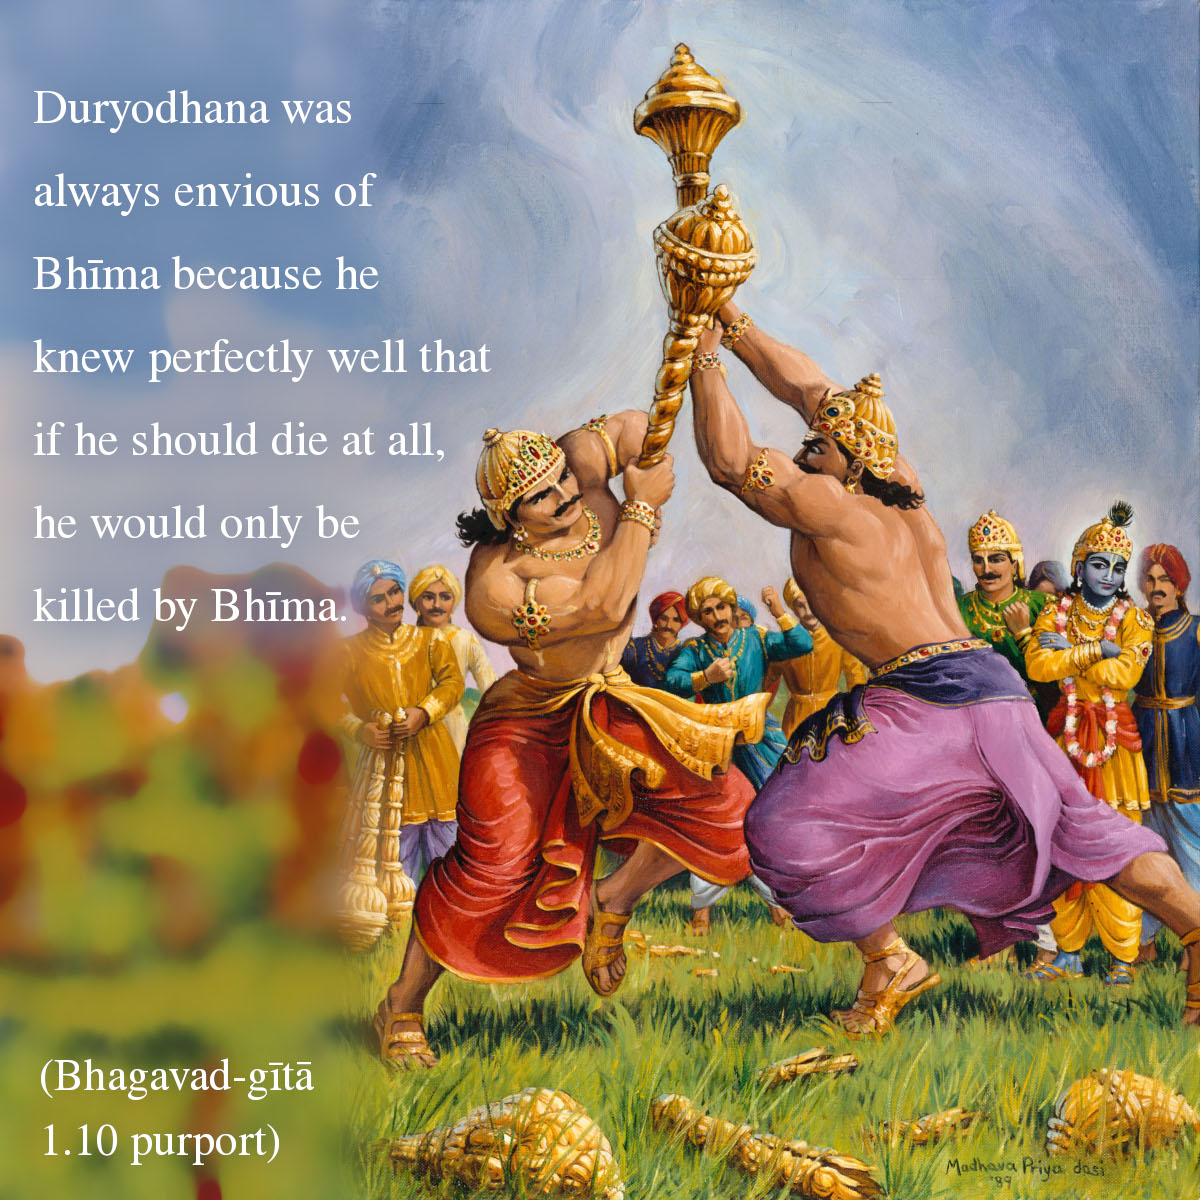 Duryodhana was
always envious of
Bhīma because he
knew perfectly well that
if he should die at all,
he would only be
killed by Bhīma.
(Bhagavad-gītā
1.10 purport)
Madhava Priya dasi
'89